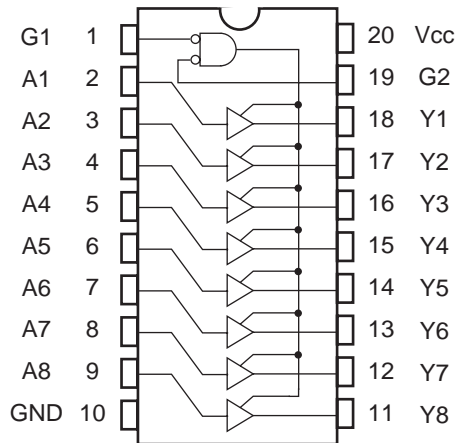 G1 1 20 Vcc
A1 2 19 G2
A2 3 18 Y1
A3 4 17 Y2
A4 5 16 Y3
A5 6 15 Y4
A6 7 14 Y5
A7 8 13 Y6
A8 9 12 Y7
GND 10 11 Y8